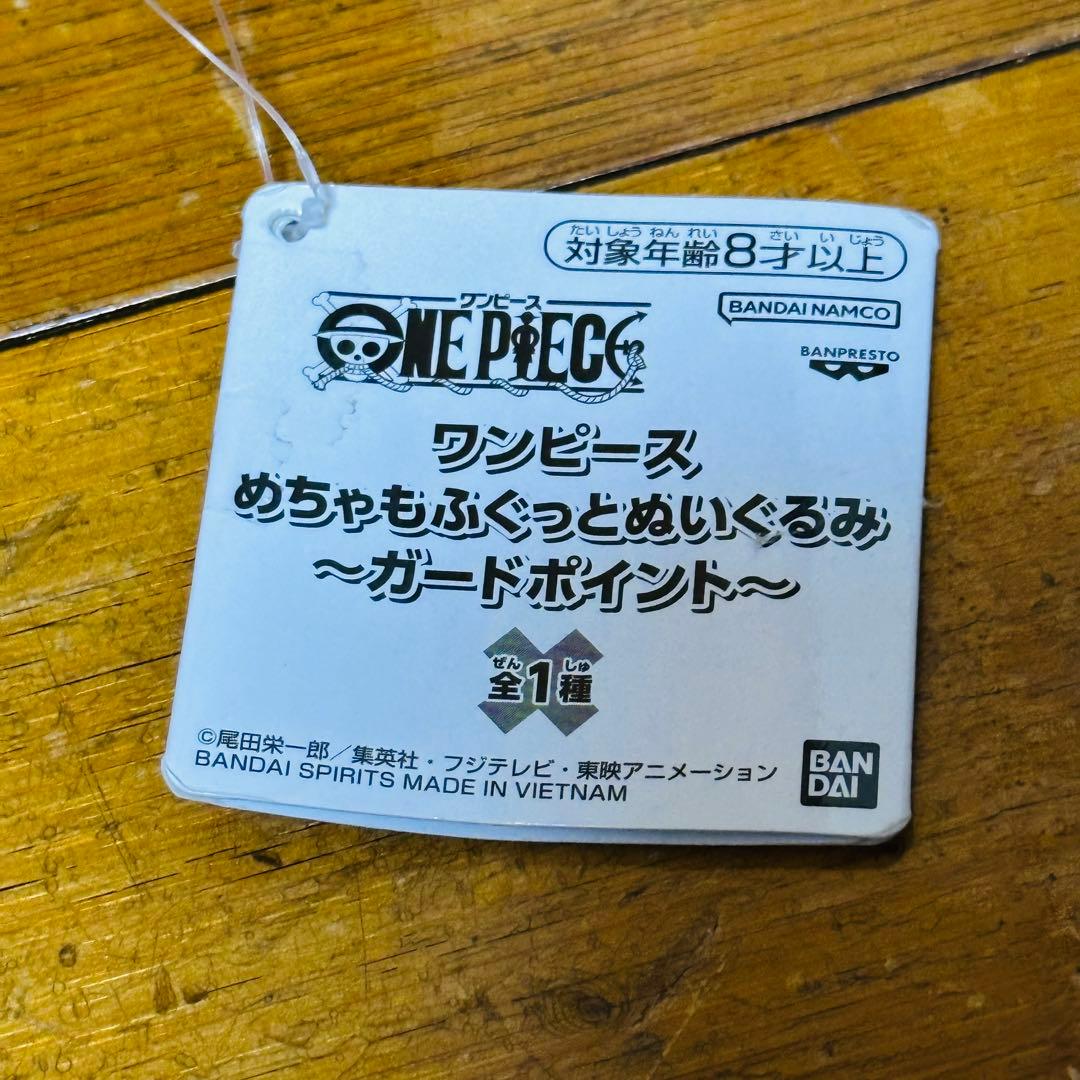 たいしょうねんれい さいいじょう
対象年齢8才以上
ワンピース
ONE PIECE
BANDAI NAMCO
BANPRESTO
ワンピース
めちゃもふぐっとぬいぐるみ
〜ガードポイント〜
ぜん しゅ
全1種
©尾田栄一郎/集英社・フジテレビ・東映アニメーション
BANDAI SPIRITS MADE IN VIETNAM
BAN
DAI